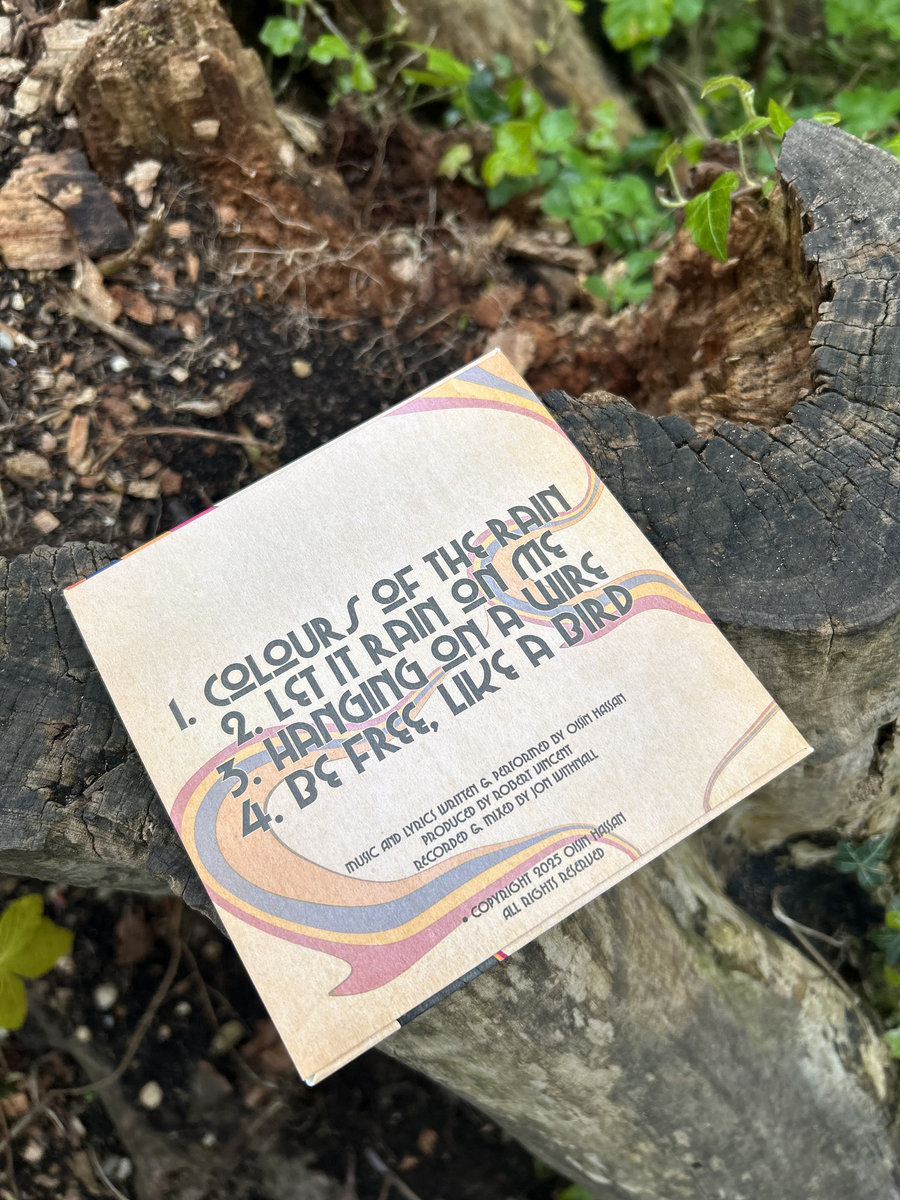 1. COLOURS OF THE RAIN
2. LET IT RAIN ON ME
3. HANGING ON A WIRE
4. BE FREE, LIKE A BIRD
MUSIC AND LYRICS WRITTEN & PERFORMED BY OISIN HASSAN
PRODUCED BY ROBERT VINCENT
RECORDED & MIXED BY JON WITHNALL
• COPYRIGHT 2025 OISIN HASSAN
ALL RIGHTS RESERVED